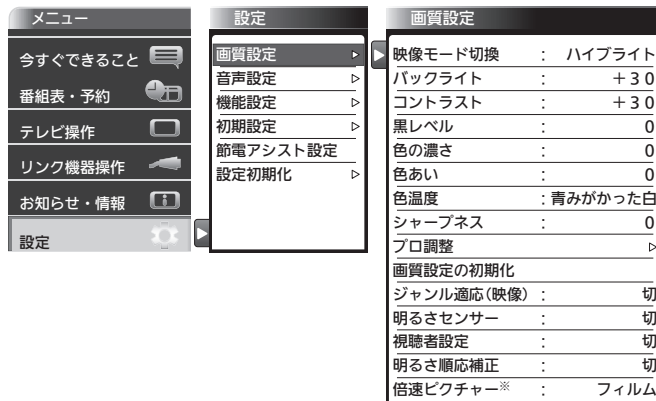 メニュー
今すぐできること
番組表・予約
テレビ操作
リンク機器操作
お知らせ・情報
設定
設定
画質設定
音声設定
機能設定
初期設定
節電アシスト設定
設定初期化
画質設定
映像モード切換 : ハイブライト
バックライト : +30
コントラスト : +30
黒レベル : 0
色の濃さ : 0
色あい : 0
色温度 : 青みがかった白
シャープネス : 0
プロ調整
画質設定の初期化
ジャンル適応(映像) : 切
明るさセンサー : 切
視聴者設定 : 切
明るさ順応補正 : 切
倍速ピクチャー※ : フィルム